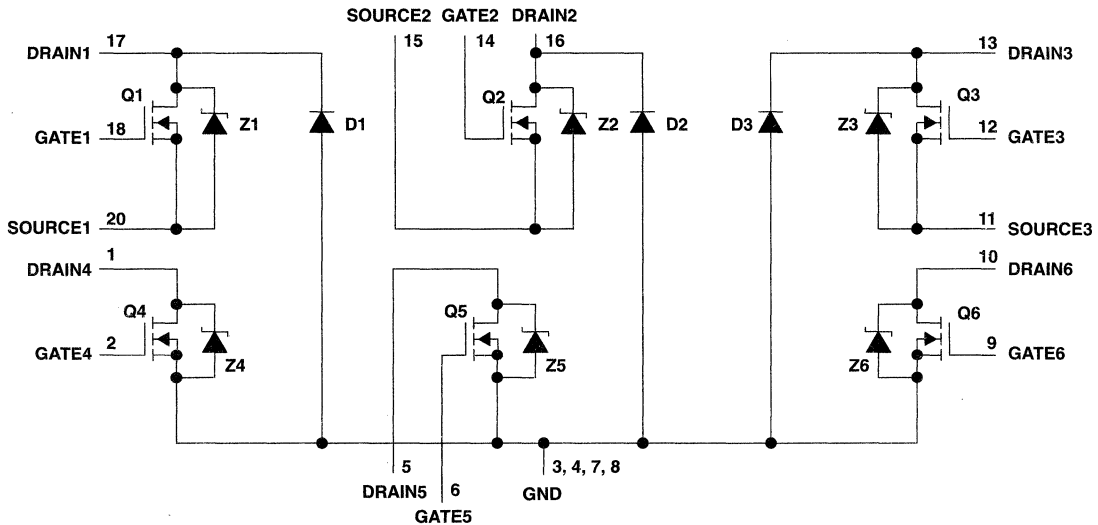 SOURCE2 GATE2 DRAIN2
15 14 16
DRAIN1 17
13 DRAIN3
Q1 Z1 D1
Q2 Z2 D2
D3 Z3 Q3
GATE1 18
12 GATE3
SOURCE1 20
11 SOURCE3
DRAIN4 1
10 DRAIN6
Q4 Z4
Q5 Z5
Z6 Q6
GATE4 2
9 GATE6
5
DRAIN5
6
GATE5
3, 4, 7, 8
GND